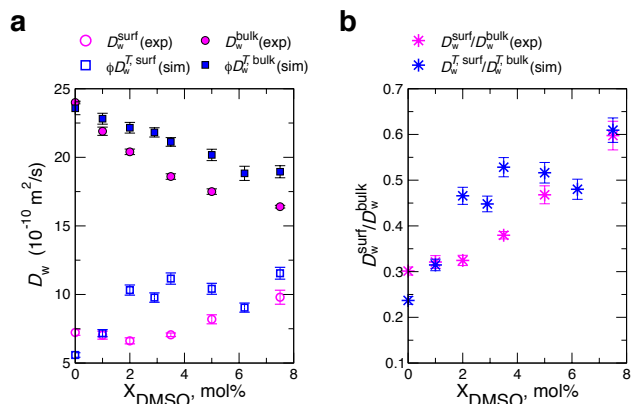 a
D_w^surf(exp) D_w^bulk(exp)
ϕD_w^T, surf(sim) ϕD_w^T, bulk(sim)
25
20
15
10
5
D_w (10^-10 m^2/s)
0 2 4 6 8
X_DMSO, mol%
b
D_w^surf/D_w^bulk(exp)
D_w^T, surf/D_w^T, bulk(sim)
0.7
0.6
0.5
0.4
0.3
0.2
0.1
D_w^surf/D_w^bulk
0 2 4 6 8
X_DMSO, mol%